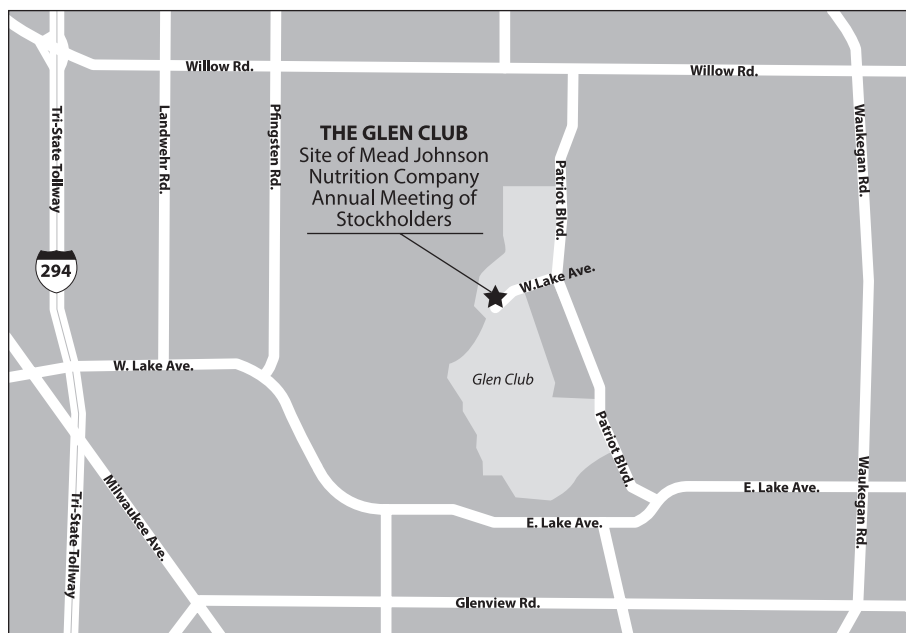 Willow Rd.
Willow Rd.
Tri-State Tollway
Landwehr Rd.
Pfingsten Rd.
THE GLEN CLUB
Site of Mead Johnson
Nutrition Company
Annual Meeting of
Stockholders
Patriot Blvd.
Waukegan Rd.
294
W.Lake Ave.
W. Lake Ave.
Glen Club
Patriot Blvd.
Milwaukee Ave.
Tri-State Tollway
E. Lake Ave.
E. Lake Ave.
Waukegan Rd.
Glenview Rd.